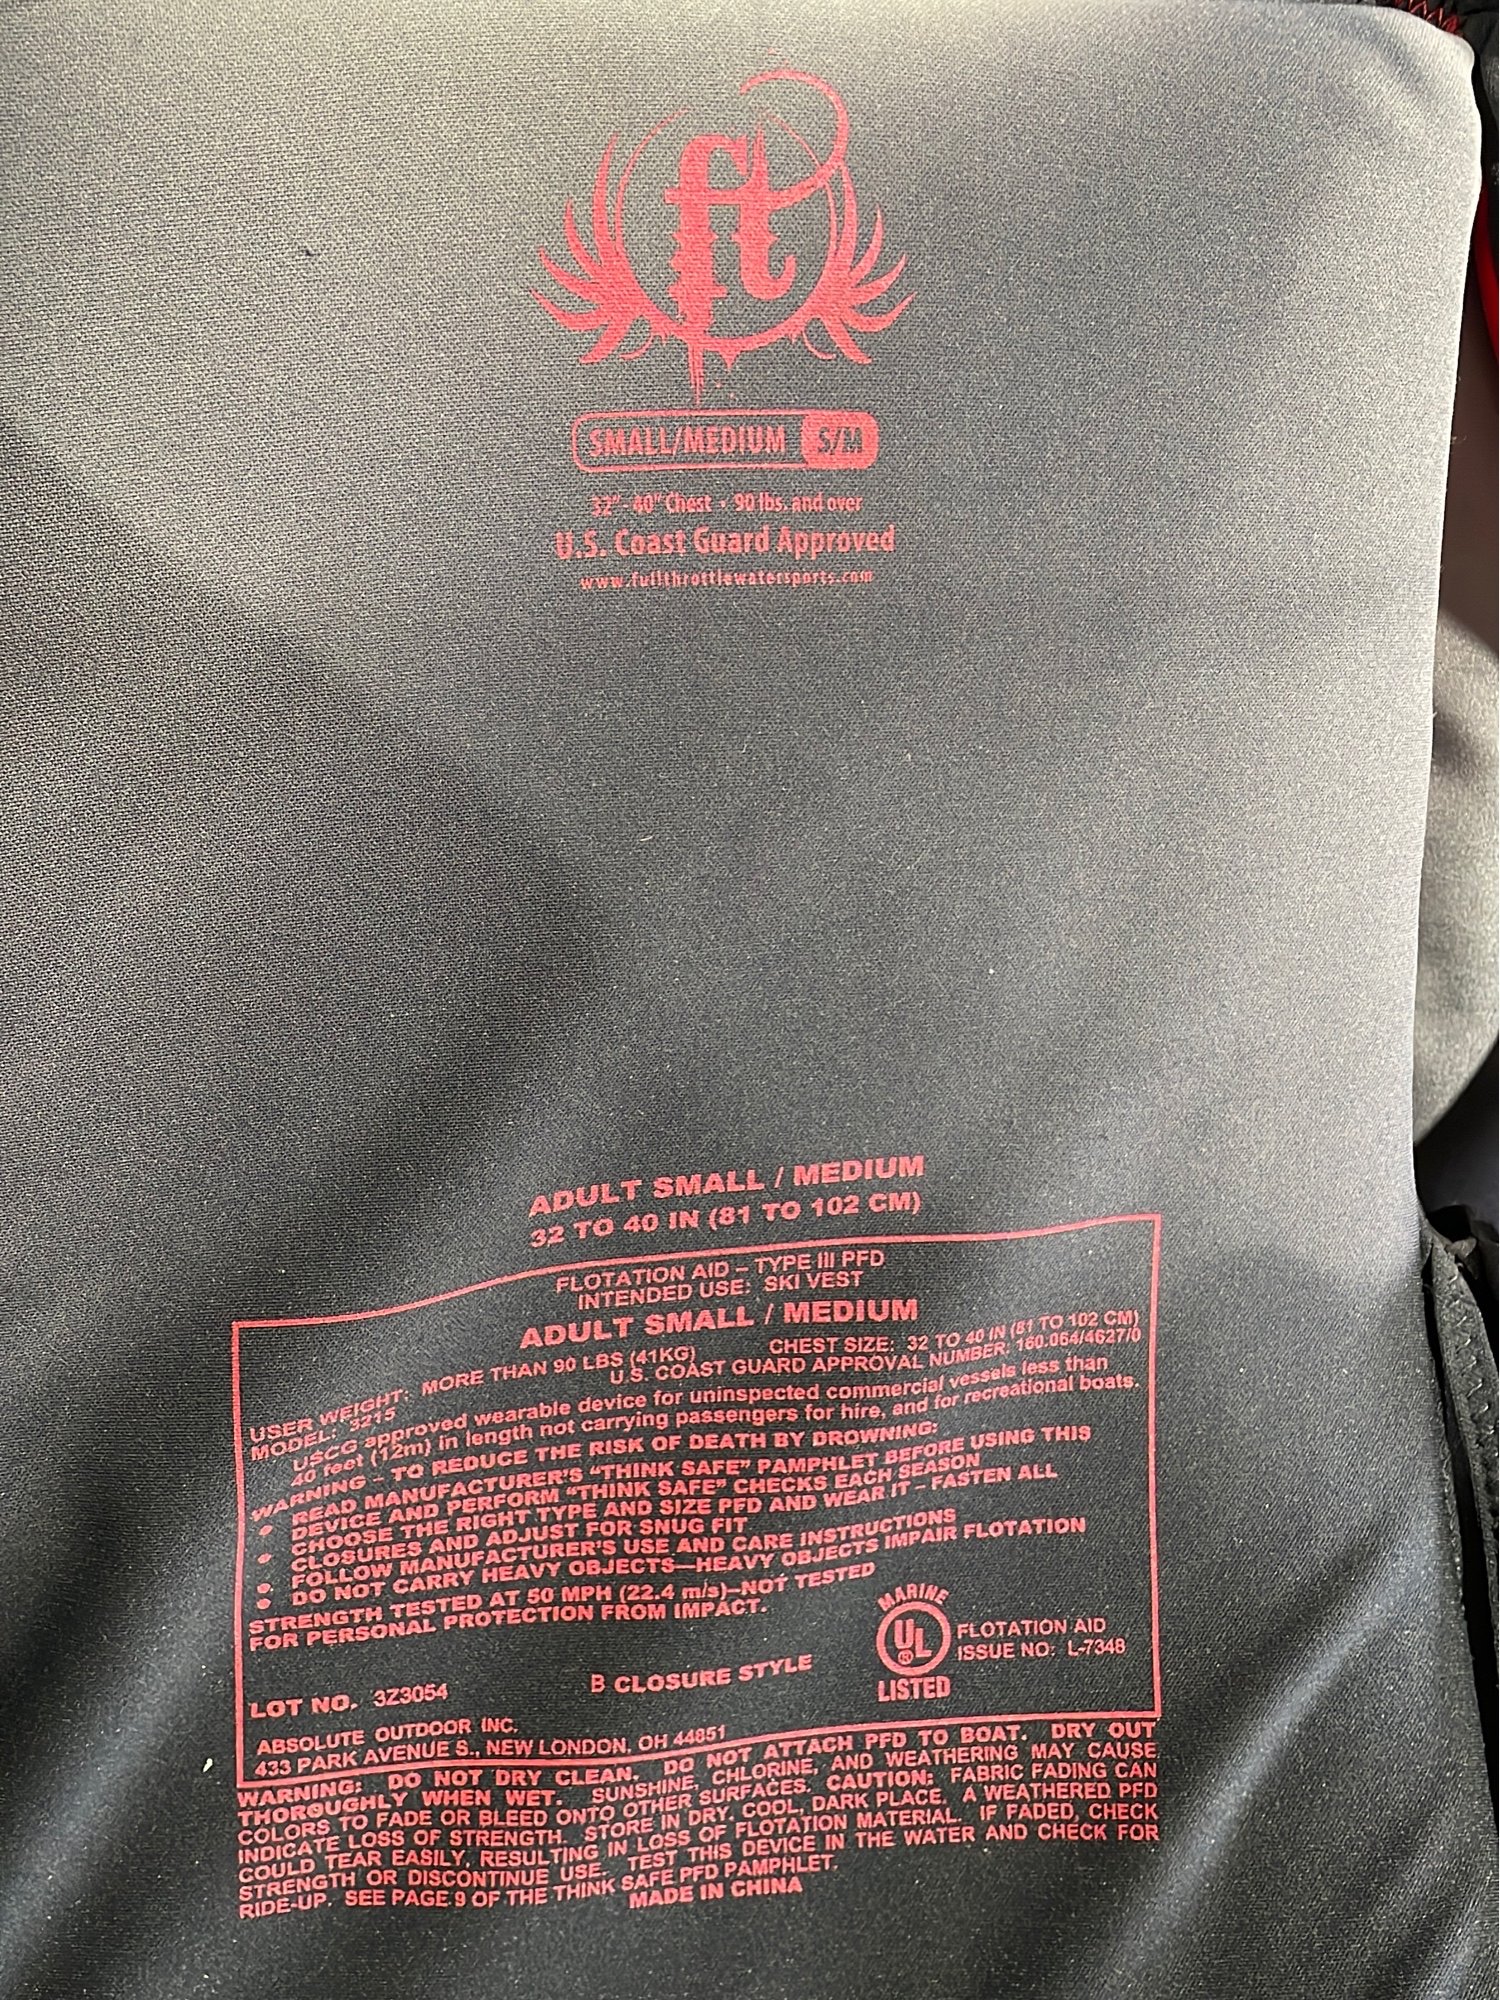 ft
SMALL/MEDIUM S/M
32"- 40" Chest • 90 lbs. and over
U.S. Coast Guard Approved
www.fullthrottlewatersports.com
ADULT SMALL / MEDIUM
32 TO 40 IN (81 TO 102 CM)
FLOTATION AID – TYPE III PFD
INTENDED USE: SKI VEST
ADULT SMALL / MEDIUM
USER WEIGHT: MORE THAN 90 LBS (41KG) CHEST SIZE: 32 TO 40 IN (81 TO 102 CM)
MODEL: 3215 U.S. COAST GUARD APPROVAL NUMBER: 160.064/4627/0
USCG approved wearable device for uninspected commercial vessels less than
40 feet (12m) in length not carrying passengers for hire, and for recreational boats.
WARNING – TO REDUCE THE RISK OF DEATH BY DROWNING:
• READ MANUFACTURER'S “THINK SAFE” PAMPHLET BEFORE USING THIS
DEVICE AND PERFORM “THINK SAFE” CHECKS EACH SEASON
• CHOOSE THE RIGHT TYPE AND SIZE PFD AND WEAR IT – FASTEN ALL
CLOSURES AND ADJUST FOR SNUG FIT
• FOLLOW MANUFACTURER'S USE AND CARE INSTRUCTIONS
• DO NOT CARRY HEAVY OBJECTS—HEAVY OBJECTS IMPAIR FLOTATION
STRENGTH TESTED AT 50 MPH (22.4 m/s)–NOT TESTED
FOR PERSONAL PROTECTION FROM IMPACT.
MARINE
UL ®
LISTED
FLOTATION AID
ISSUE NO: L-7348
LOT NO. 3Z3054 B CLOSURE STYLE
ABSOLUTE OUTDOOR INC.
433 PARK AVENUE S., NEW LONDON, OH 44851
WARNING: DO NOT DRY CLEAN. DO NOT ATTACH PFD TO BOAT. DRY OUT
THOROUGHLY WHEN WET. SUNSHINE, CHLORINE, AND WEATHERING MAY CAUSE
COLORS TO FADE OR BLEED ONTO OTHER SURFACES. CAUTION: FABRIC FADING CAN
INDICATE LOSS OF STRENGTH. STORE IN DRY, COOL, DARK PLACE. A WEATHERED PFD
COULD TEAR EASILY, RESULTING IN LOSS OF FLOTATION MATERIAL. IF FADED, CHECK
STRENGTH OR DISCONTINUE USE. TEST THIS DEVICE IN THE WATER AND CHECK FOR
RIDE-UP. SEE PAGE 9 OF THE THINK SAFE PFD PAMPHLET.
MADE IN CHINA